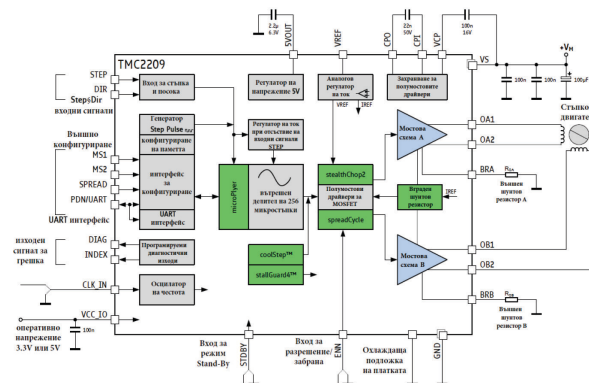 2.2µ
6.3V
5VOUT
VREF
22n
50V
CPO
CPI
VCP
100n
16V
+VM
VS
100n
100n
100µF
TMC2209
STEP
DIR
Step&Dir
входни сигнали
Вход за стъпка
и посока
Регулатор на
напрежение 5V
Аналогов
регулатор
на ток
VREF
IREF
Захранване за
полумостовите
драйвери
Стъпков
двигател
Външно
конфигуриране
MS1
MS2
SPREAD
PDN/UART
UART интерфейс
Генератор
Step Pulse
конфигуриране
на паметта
интерфейс
за
конфигуриране
UART
интерфейс
Регулатор на ток
при отсъствие на
входни сигнали
STEP
microPlyer
вътрешен
делител на 256
микростъпки
stealthChop2
Полумостови
драйвери за
MOSFET
spreadCycle
Мостова
схема A
OA1
OA2
BRA
RSA
Външен
шунтов
резистор A
Вграден
шунтов
резистор
IREF
Мостова
схема B
OB1
OB2
BRB
RSB
Външен
шунтов
резистор B
изходен
сигнал за
грешка
DIAG
INDEX
Програмируеми
диагностични
изходи
coolStep™
stallGuard4™
CLK_IN
Осцилатор
на честота
VCC_IO
100n
оперативно
напрежение
3.3V или 5V
Вход за
режим
Stand-By
STDBY
Вход за
разрешение/
забрана
ENN
Охлаждаща
подложка
на платката
GND